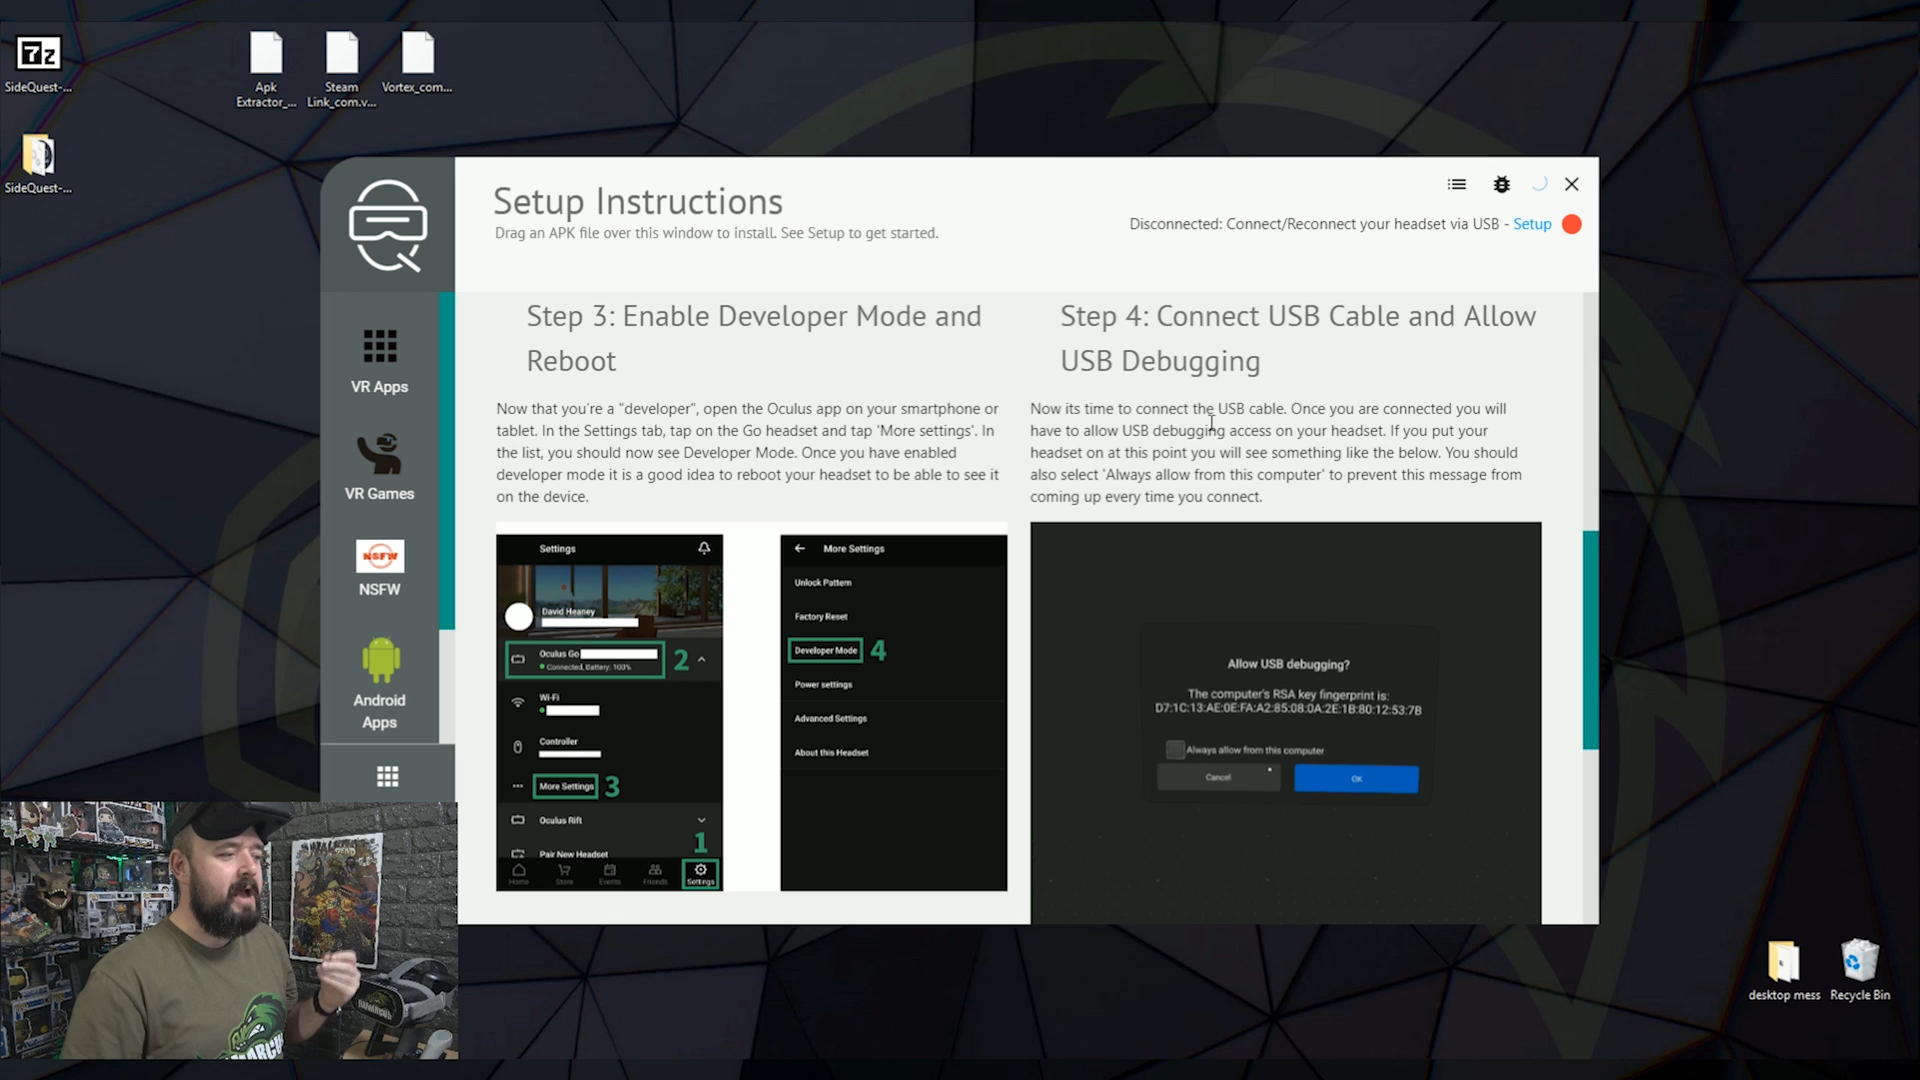 SideQuest-...
Apk
Extractor_...
Steam
Link_com.v...
Vortex_com...
SideQuest-...
Setup Instructions
Drag an APK file over this window to install. See Setup to get started.
Disconnected: Connect/Reconnect your headset via USB - Setup
VR Apps
VR Games
NSFW
NSFW
Android
Apps
Step 3: Enable Developer Mode and
Reboot
Now that you're a "developer", open the Oculus app on your smartphone or
tablet. In the Settings tab, tap on the Go headset and tap 'More settings'. In
the list, you should now see Developer Mode. Once you have enabled
developer mode it is a good idea to reboot your headset to be able to see it
on the device.
Settings
David Heaney
Oculus Go
Connected, Battery: 100%
2
Wi-Fi
Controller
More Settings
3
Oculus Rift
1
Pair New Headset
Home
Store
Events
Friends
Settings
More Settings
Unlock Pattern
Factory Reset
Developer Mode
4
Power settings
Advanced Settings
About this Headset
Step 4: Connect USB Cable and Allow
USB Debugging
Now its time to connect the USB cable. Once you are connected you will
have to allow USB debugging access on your headset. If you put your
headset on at this point you will see something like the below. You should
also select 'Always allow from this computer' to prevent this message from
coming up every time you connect.
Allow USB debugging?
The computer's RSA key fingerprint is:
D7:1C:13:AE:0E:FA:A2:85:08:0A:2E:1B:80:12:53:7B
Always allow from this computer
Cancel
OK
desktop mess
Recycle Bin